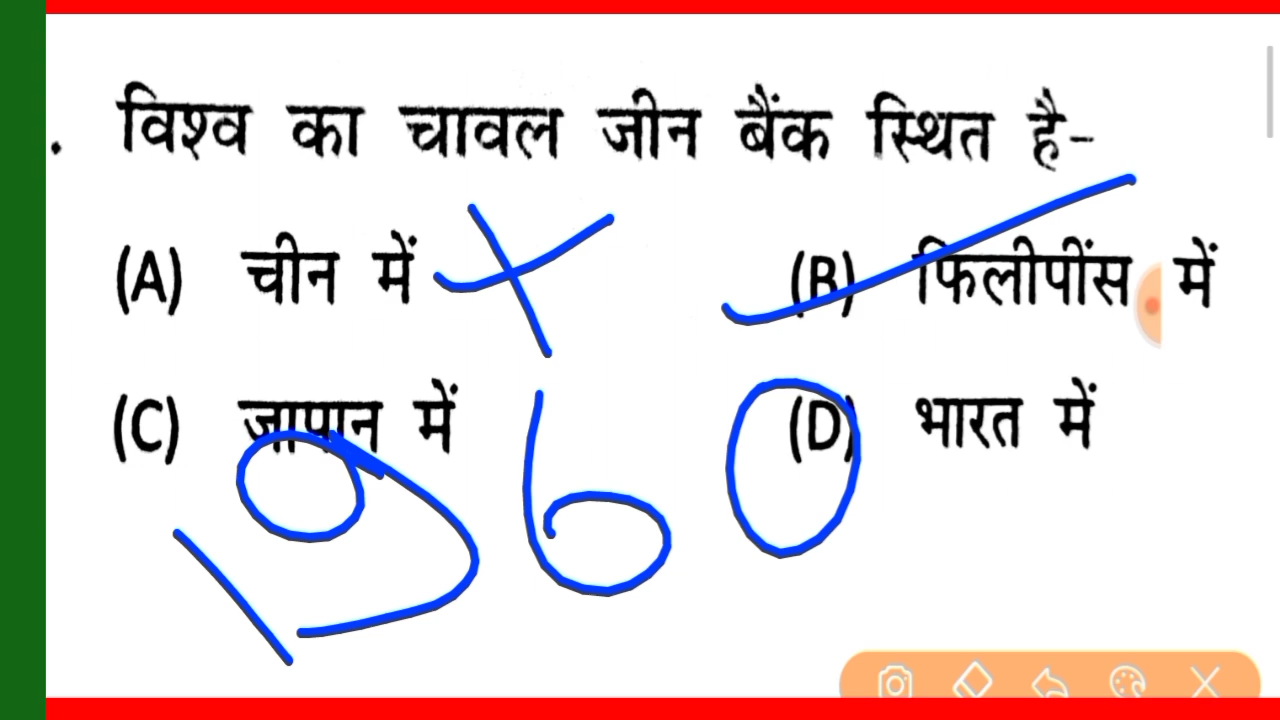 . विश्व का चावल जीन बैंक स्थित है-
(A) चीन में (B) फिलीपींस में
(C) जापान में (D) भारत में
1960